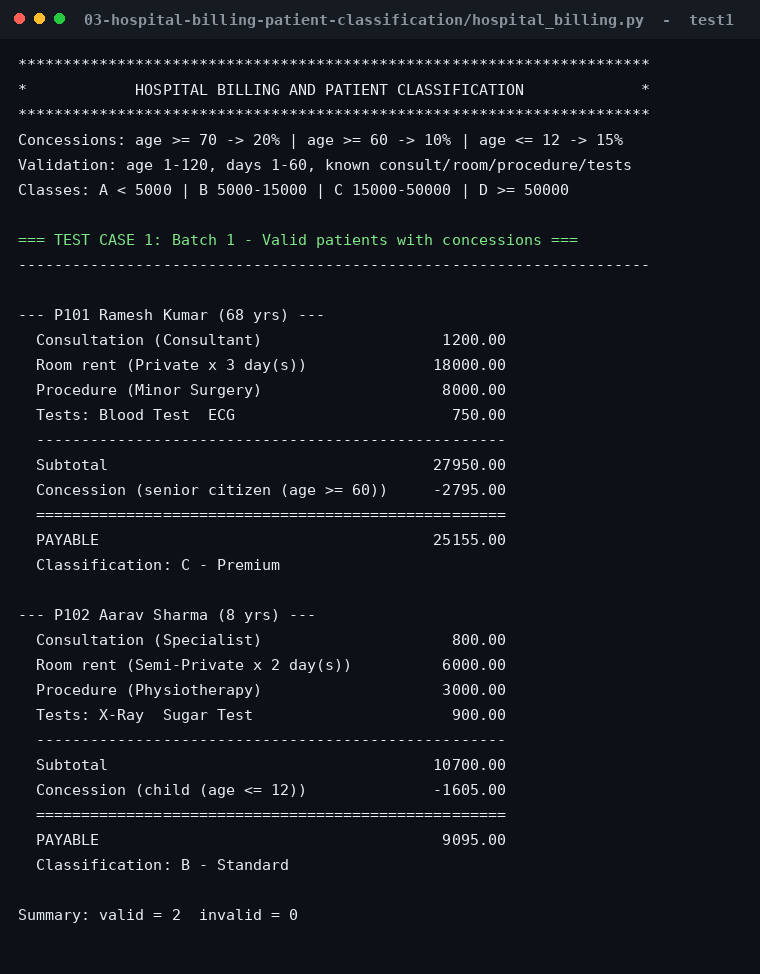 03-hospital-billing-patient-classification/hospital_billing.py  -  test1
**********************************************************************
*            HOSPITAL BILLING AND PATIENT CLASSIFICATION             *
**********************************************************************
Concessions: age >= 70 -> 20% | age >= 60 -> 10% | age <= 12 -> 15%
Validation: age 1-120, days 1-60, known consult/room/procedure/tests
Classes: A < 5000 | B 5000-15000 | C 15000-50000 | D >= 50000
=== TEST CASE 1: Batch 1 - Valid patients with concessions ===
----------------------------------------------------------------------
--- P101 Ramesh Kumar (68 yrs) ---
  Consultation (Consultant)                    1200.00
  Room rent (Private x 3 day(s))              18000.00
  Procedure (Minor Surgery)                    8000.00
  Tests: Blood Test  ECG                        750.00
  ----------------------------------------------------
  Subtotal                                    27950.00
  Concession (senior citizen (age >= 60))     -2795.00
  ====================================================
  PAYABLE                                     25155.00
  Classification: C - Premium
--- P102 Aarav Sharma (8 yrs) ---
  Consultation (Specialist)                     800.00
  Room rent (Semi-Private x 2 day(s))          6000.00
  Procedure (Physiotherapy)                    3000.00
  Tests: X-Ray  Sugar Test                      900.00
  ----------------------------------------------------
  Subtotal                                    10700.00
  Concession (child (age <= 12))              -1605.00
  ====================================================
  PAYABLE                                      9095.00
  Classification: B - Standard
Summary: valid = 2  invalid = 0